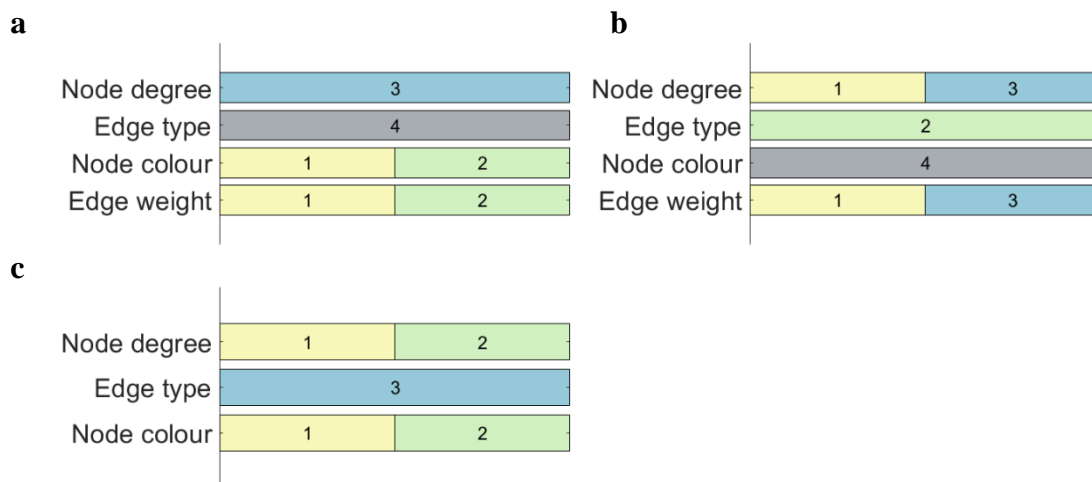 a
Node degree 3
Edge type 4
Node colour 1 2
Edge weight 1 2
b
Node degree 1 3
Edge type 2
Node colour 4
Edge weight 1 3
c
Node degree 1 2
Edge type 3
Node colour 1 2